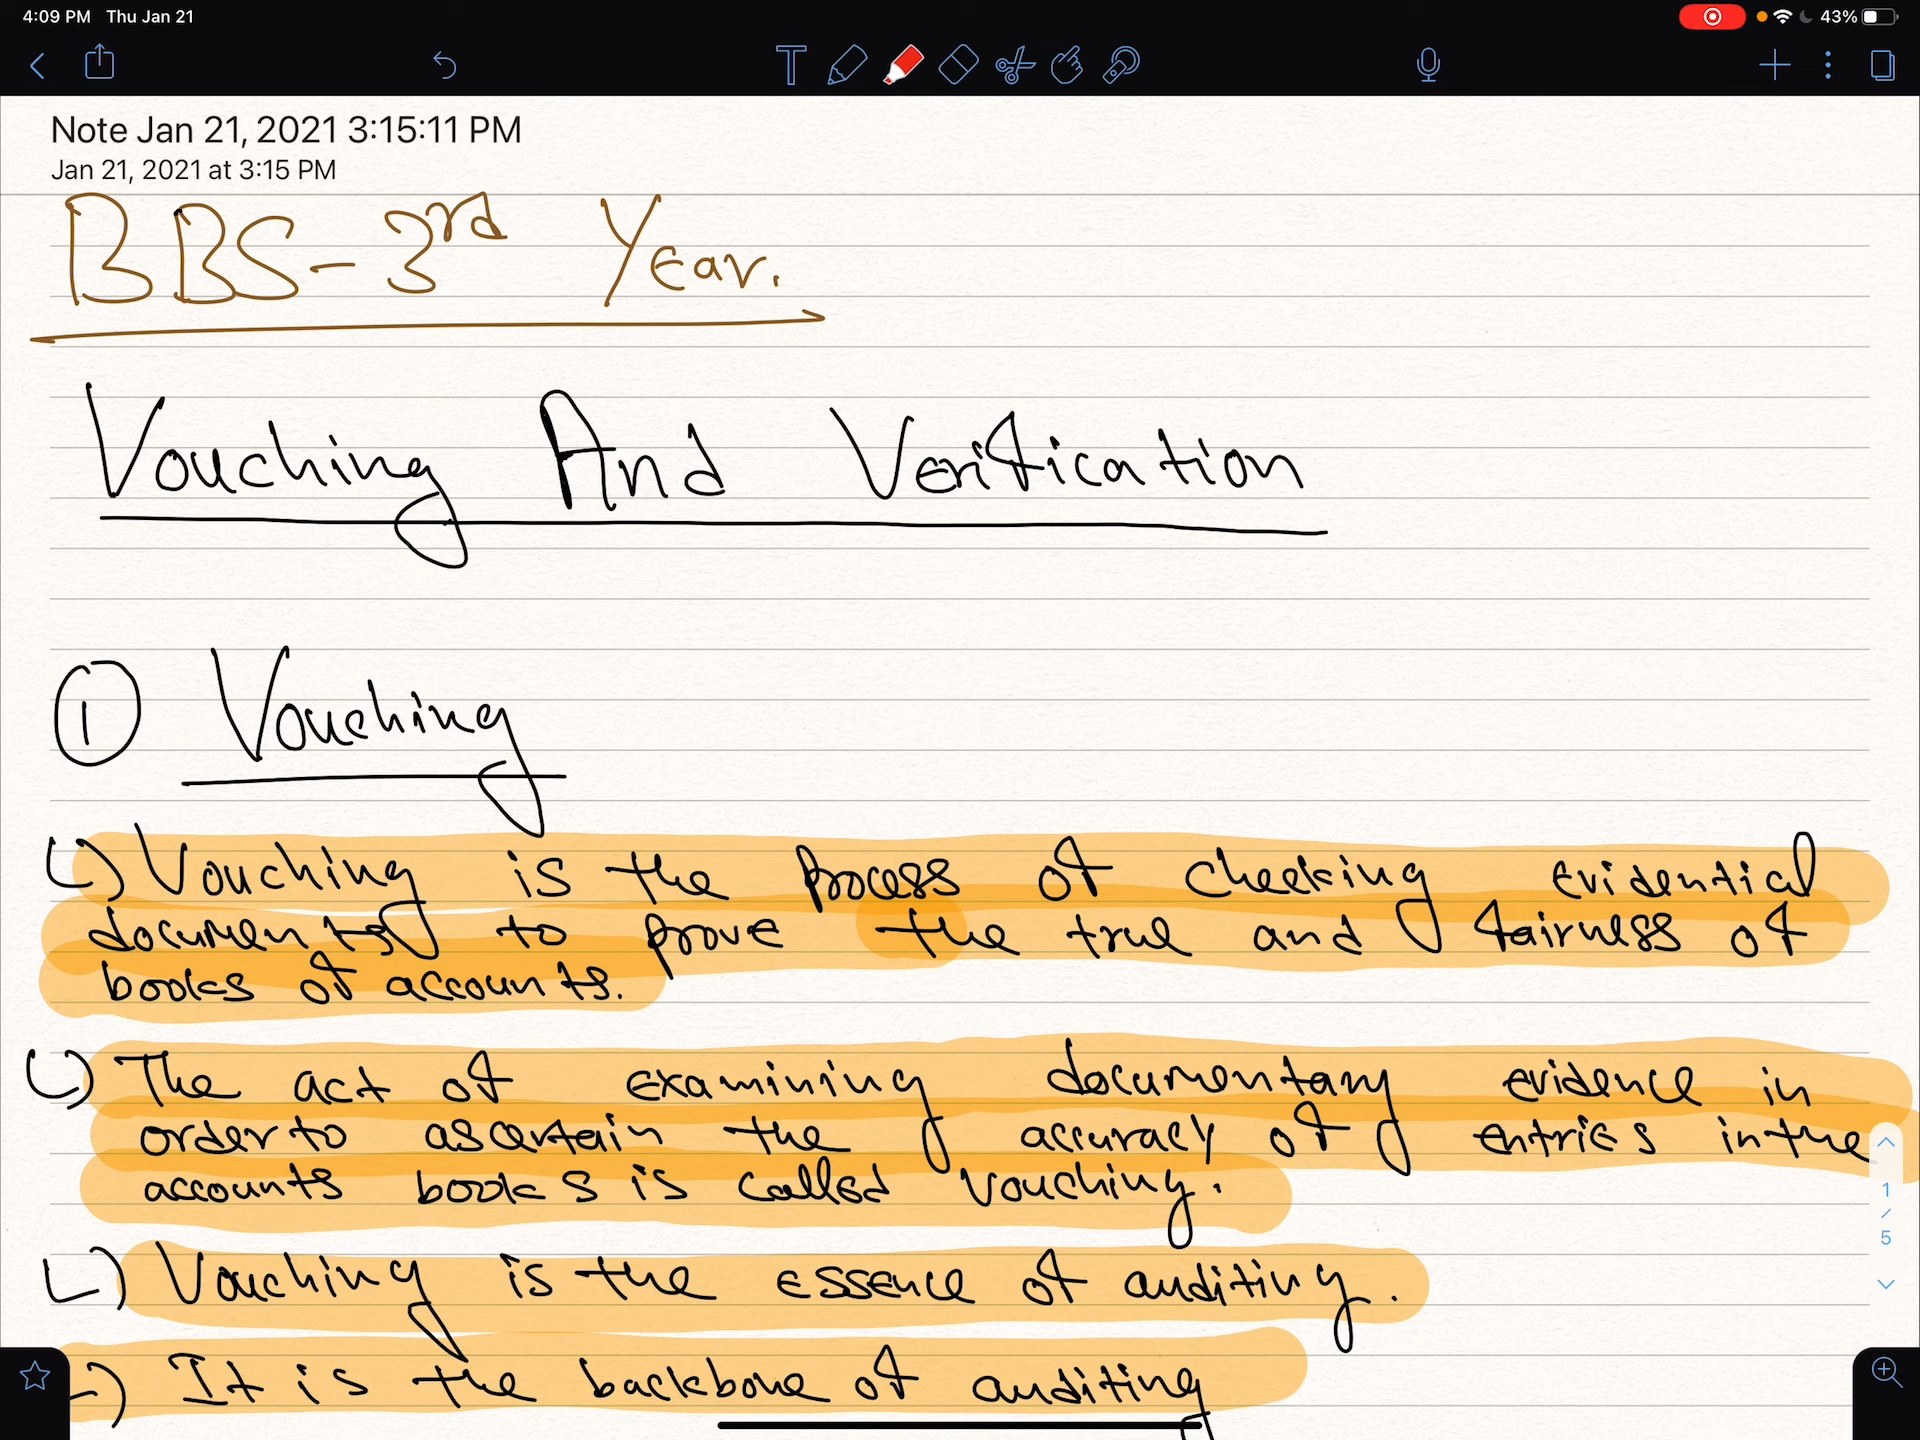 4:09 PM Thu Jan 21
43%
Note Jan 21, 2021 3:15:11 PM
Jan 21, 2021 at 3:15 PM
BBS-3rd Year.
Vouching And Verification
1 Vouching
Vouching is the process of checking evidential
documents to prove the true and fairness of
books of accounts.
The act of examining documentary evidence in
order to ascertain the accuracy of entries in the
accounts books is called vouching.
Vouching is the essence of auditing.
It is the backbone of auditing
1
/
5